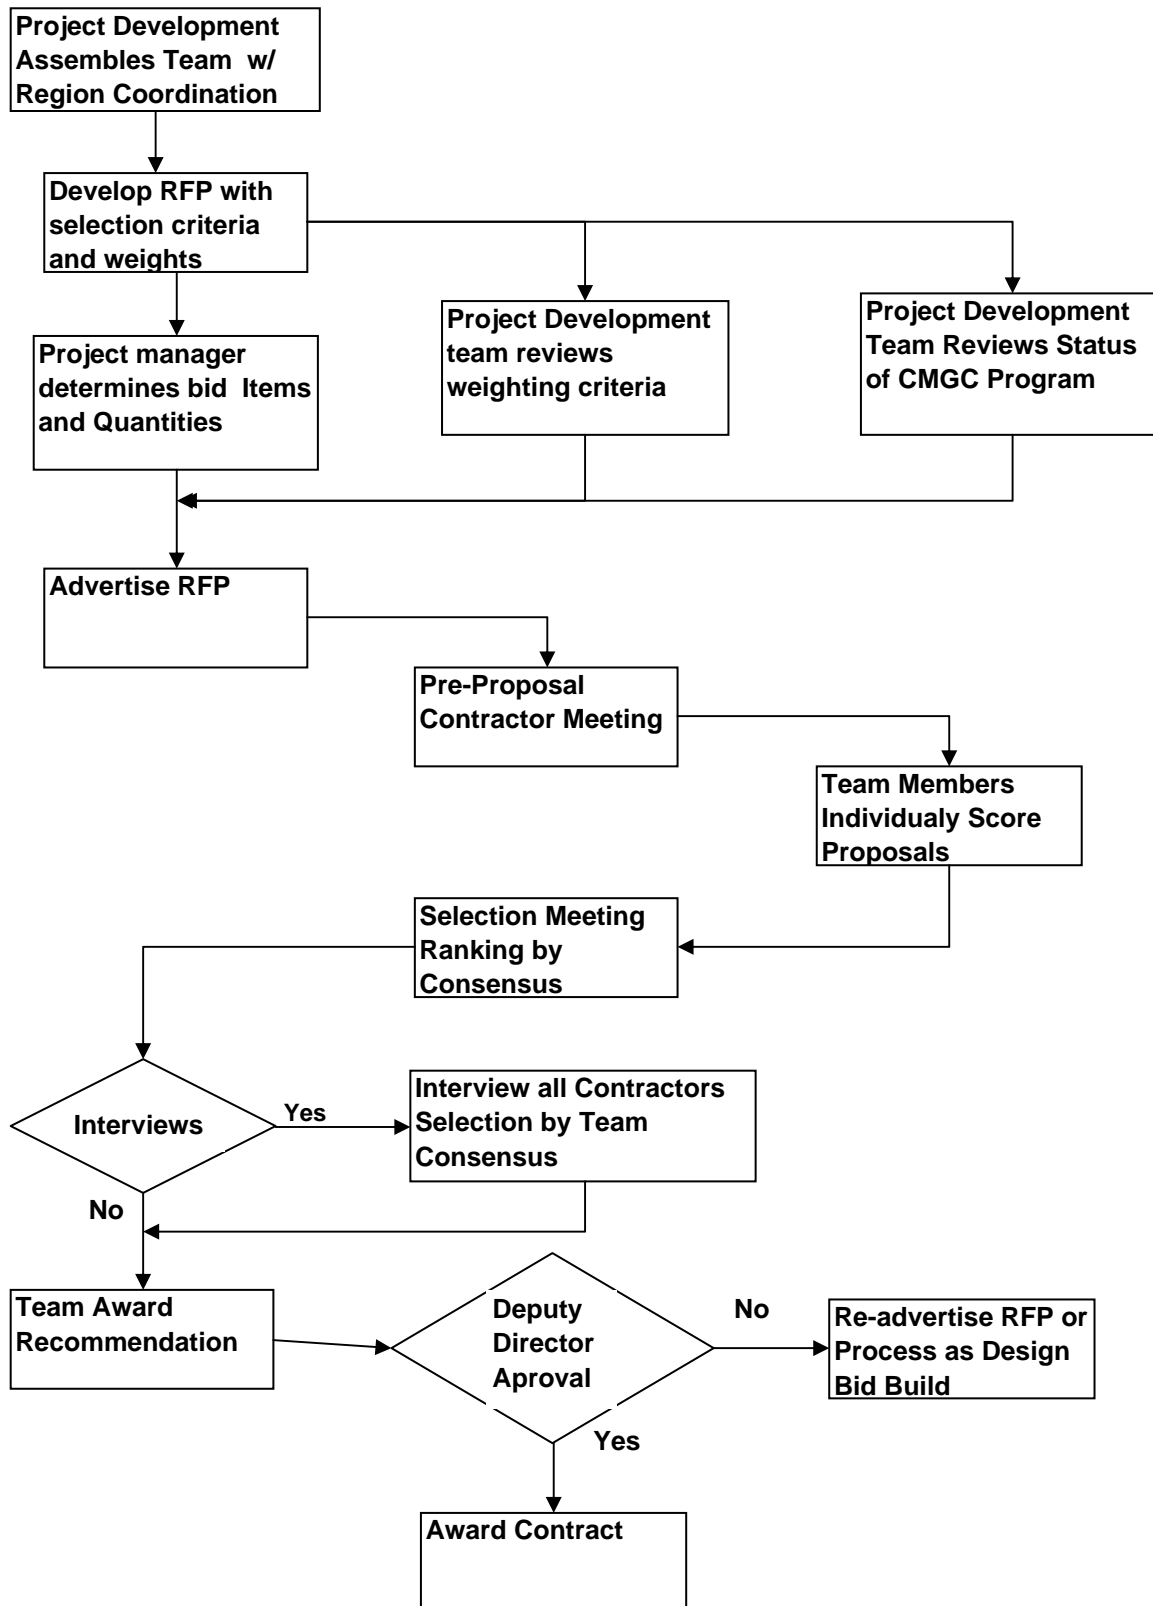 Project Development
Assembles Team w/
Region Coordination
Develop RFP with
selection criteria
and weights
Project manager
determines bid Items
and Quantities
Project Development
team reviews
weighting criteria
Project Development
Team Reviews Status
of CMGC Program
Advertise RFP
Pre-Proposal
Contractor Meeting
Team Members
Individualy Score
Proposals
Selection Meeting
Ranking by
Consensus
Interviews
Yes
Interview all Contractors
Selection by Team
Consensus
No
Team Award
Recommendation
Deputy
Director
Aproval
No
Re-advertise RFP or
Process as Design
Bid Build
Yes
Award Contract